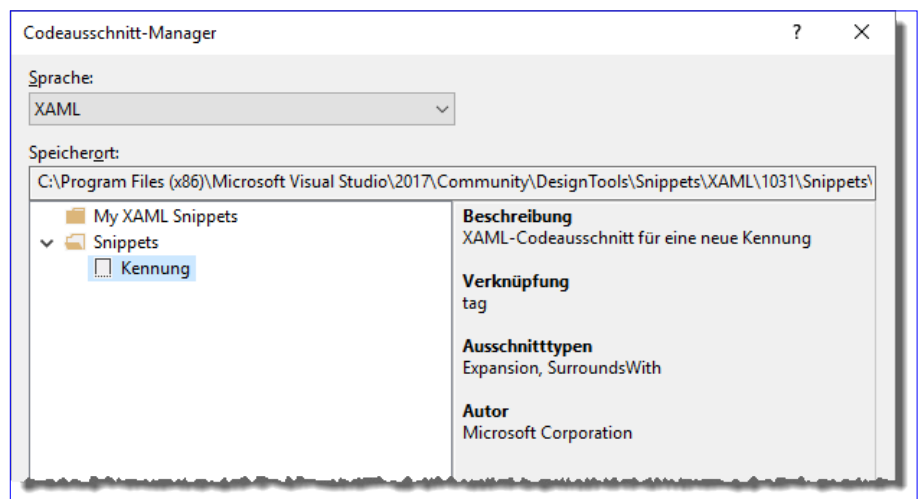 Codeausschnitt-Manager ?
Sprache:
XAML
Speicherort:
C:\Program Files (x86)\Microsoft Visual Studio\2017\Community\DesignTools\Snippets\XAML\1031\Snippets\
My XAML Snippets
Snippets
Kennung
Beschreibung
XAML-Codeausschnitt für eine neue Kennung
Verknüpfung
tag
Ausschnitttypen
Expansion, SurroundsWith
Autor
Microsoft Corporation